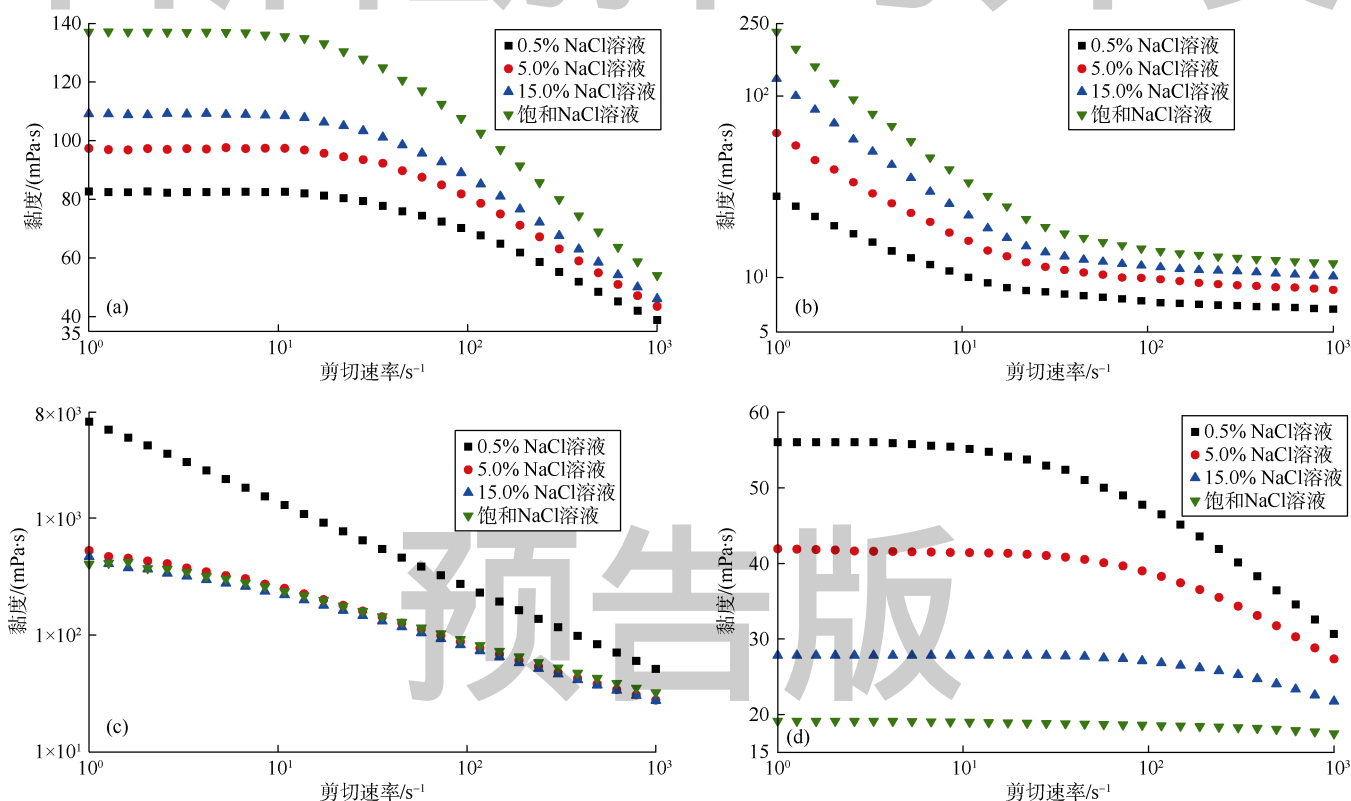 140
120
100
80
60
40
35
黏度/(mPa·s)
■ 0.5% NaCl溶液
● 5.0% NaCl溶液
▲ 15.0% NaCl溶液
▼ 饱和NaCl溶液
(a)
10⁰ 10¹ 10² 10³
剪切速率/s⁻¹
250
10²
10¹
5
黏度/(mPa·s)
■ 0.5% NaCl溶液
● 5.0% NaCl溶液
▲ 15.0% NaCl溶液
▼ 饱和NaCl溶液
(b)
10⁰ 10¹ 10² 10³
剪切速率/s⁻¹
8×10³
1×10³
1×10²
1×10¹
黏度/(mPa·s)
■ 0.5% NaCl溶液
● 5.0% NaCl溶液
▲ 15.0% NaCl溶液
▼ 饱和NaCl溶液
(c)
10⁰ 10¹ 10² 10³
剪切速率/s⁻¹
60
50
40
30
20
15
黏度/(mPa·s)
■ 0.5% NaCl溶液
● 5.0% NaCl溶液
▲ 15.0% NaCl溶液
▼ 饱和NaCl溶液
(d)
10⁰ 10¹ 10² 10³
剪切速率/s⁻¹
预告版